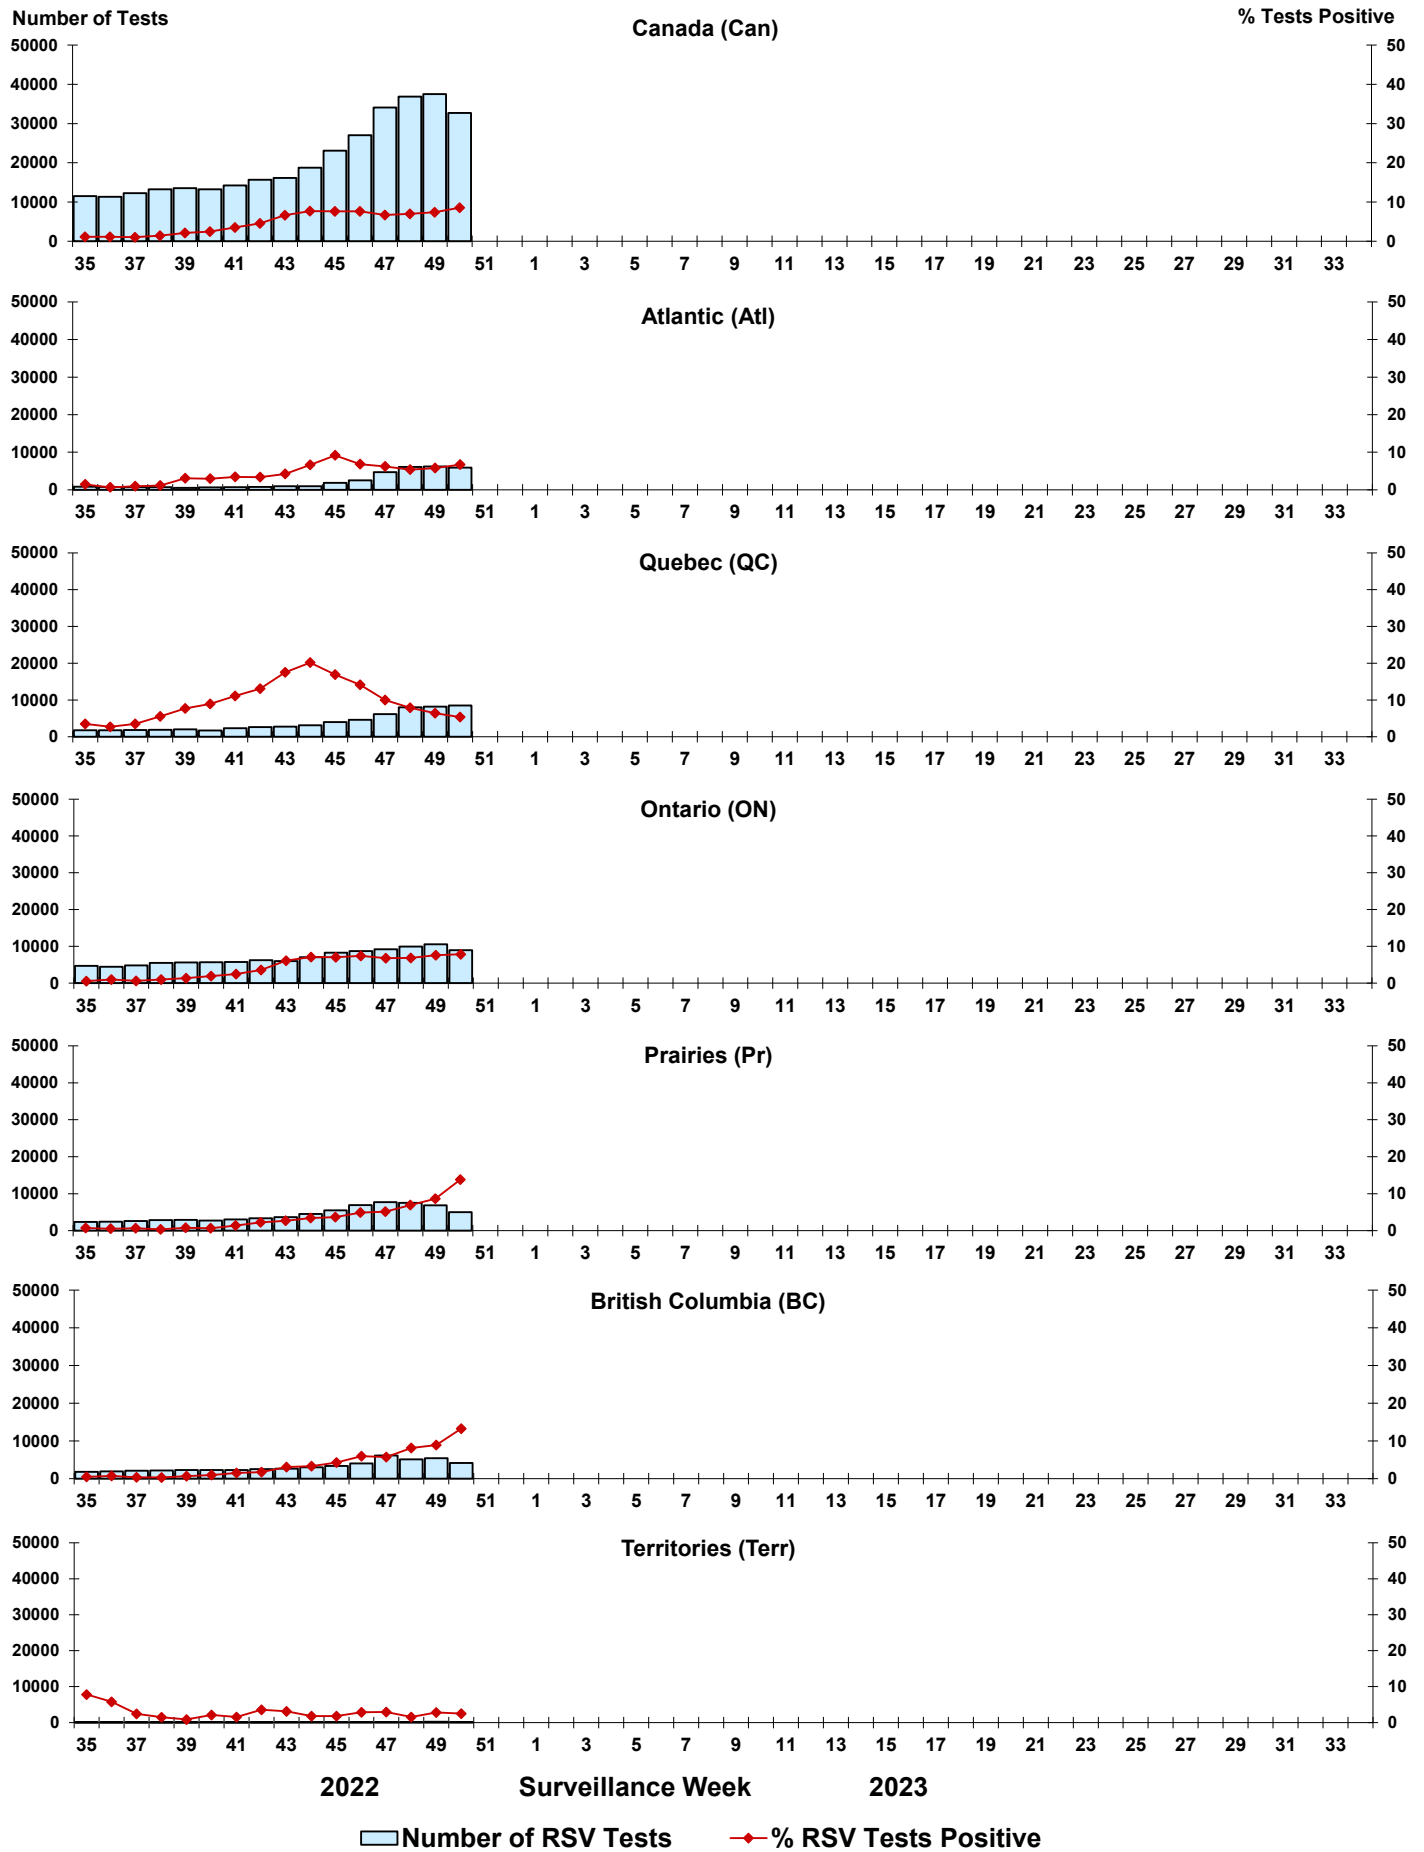 Number of Tests
% Tests Positive
Canada (Can)
50000 50
40000 40
30000 30
20000 20
10000 10
0 0
35 37 39 41 43 45 47 49 51 1 3 5 7 9 11 13 15 17 19 21 23 25 27 29 31 33
Atlantic (Atl)
50000 50
40000 40
30000 30
20000 20
10000 10
0 0
35 37 39 41 43 45 47 49 51 1 3 5 7 9 11 13 15 17 19 21 23 25 27 29 31 33
Quebec (QC)
50000 50
40000 40
30000 30
20000 20
10000 10
0 0
35 37 39 41 43 45 47 49 51 1 3 5 7 9 11 13 15 17 19 21 23 25 27 29 31 33
Ontario (ON)
50000 50
40000 40
30000 30
20000 20
10000 10
0 0
35 37 39 41 43 45 47 49 51 1 3 5 7 9 11 13 15 17 19 21 23 25 27 29 31 33
Prairies (Pr)
50000 50
40000 40
30000 30
20000 20
10000 10
0 0
35 37 39 41 43 45 47 49 51 1 3 5 7 9 11 13 15 17 19 21 23 25 27 29 31 33
British Columbia (BC)
50000 50
40000 40
30000 30
20000 20
10000 10
0 0
35 37 39 41 43 45 47 49 51 1 3 5 7 9 11 13 15 17 19 21 23 25 27 29 31 33
Territories (Terr)
50000 50
40000 40
30000 30
20000 20
10000 10
0 0
35 37 39 41 43 45 47 49 51 1 3 5 7 9 11 13 15 17 19 21 23 25 27 29 31 33
2022 Surveillance Week 2023
Number of RSV Tests % RSV Tests Positive